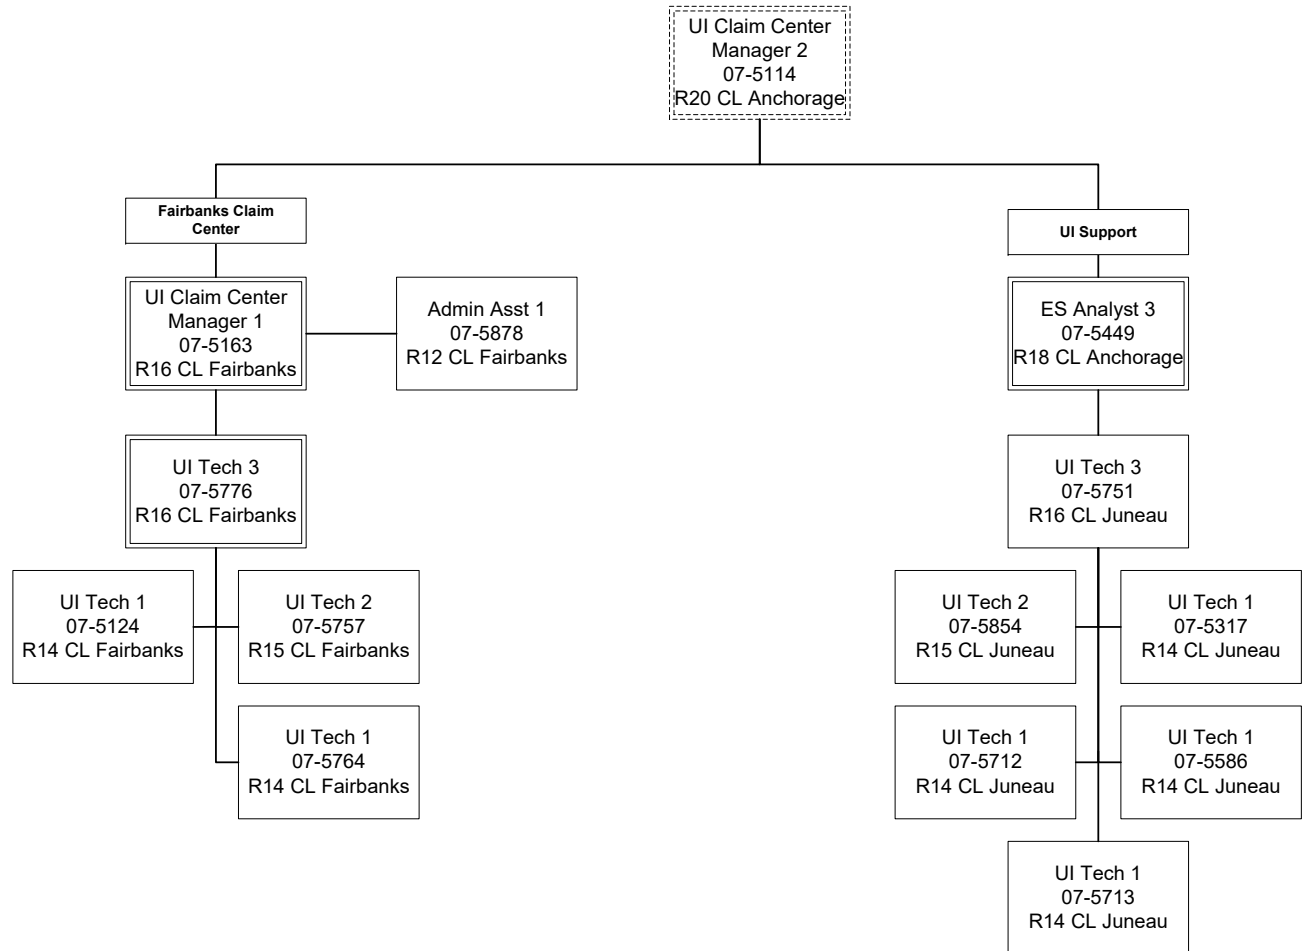 UI Claim Center
Manager 2
07-5114
R20 CL Anchorage
Fairbanks Claim
Center
UI Claim Center
Manager 1
07-5163
R16 CL Fairbanks
Admin Asst 1
07-5878
R12 CL Fairbanks
UI Tech 3
07-5776
R16 CL Fairbanks
UI Tech 1
07-5124
R14 CL Fairbanks
UI Tech 2
07-5757
R15 CL Fairbanks
UI Tech 1
07-5764
R14 CL Fairbanks
UI Support
ES Analyst 3
07-5449
R18 CL Anchorage
UI Tech 3
07-5751
R16 CL Juneau
UI Tech 2
07-5854
R15 CL Juneau
UI Tech 1
07-5317
R14 CL Juneau
UI Tech 1
07-5712
R14 CL Juneau
UI Tech 1
07-5586
R14 CL Juneau
UI Tech 1
07-5713
R14 CL Juneau